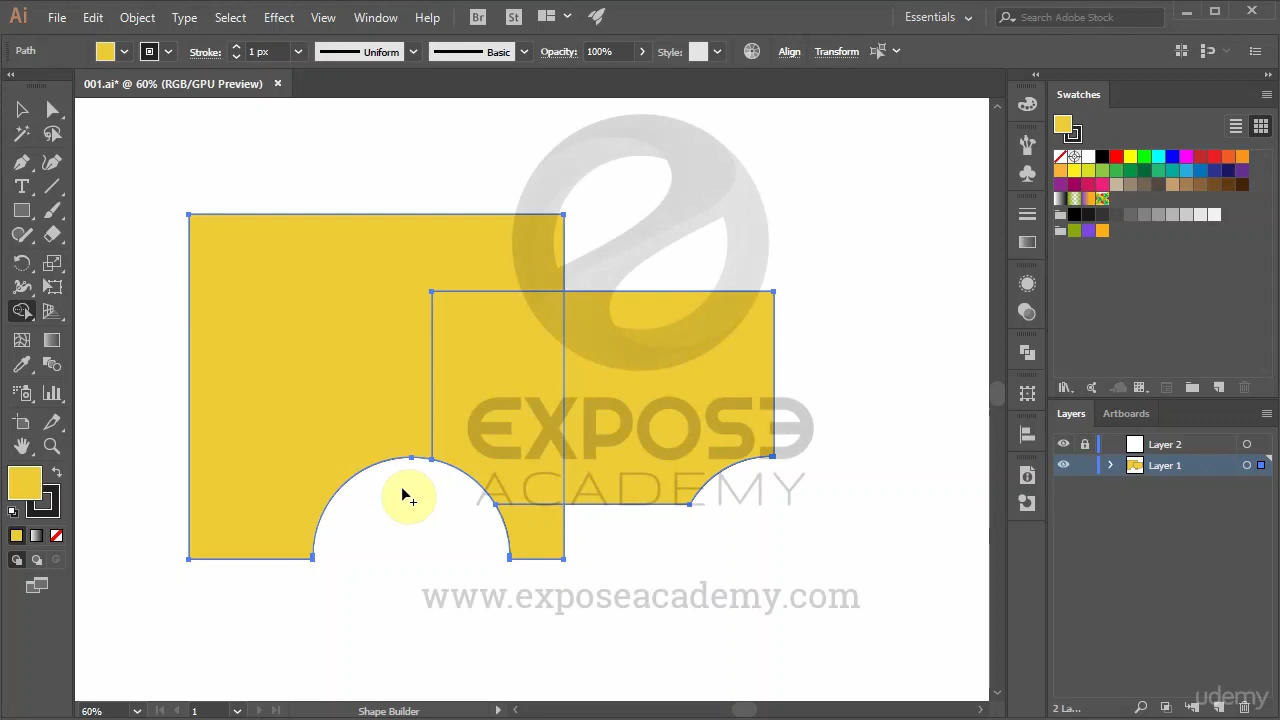 Ai File Edit Object Type Select Effect View Window Help Br St Essentials Search Adobe Stock
Path Stroke: 1 px Uniform Basic Opacity: 100% Style: Align Transform
001.ai* @ 60% (RGB/GPU Preview)
Swatches
EXPOSE
ACADEMY
www.exposeacademy.com
Layers Artboards
Layer 2
Layer 1
60% 1 Shape Builder 2 La...
udemy